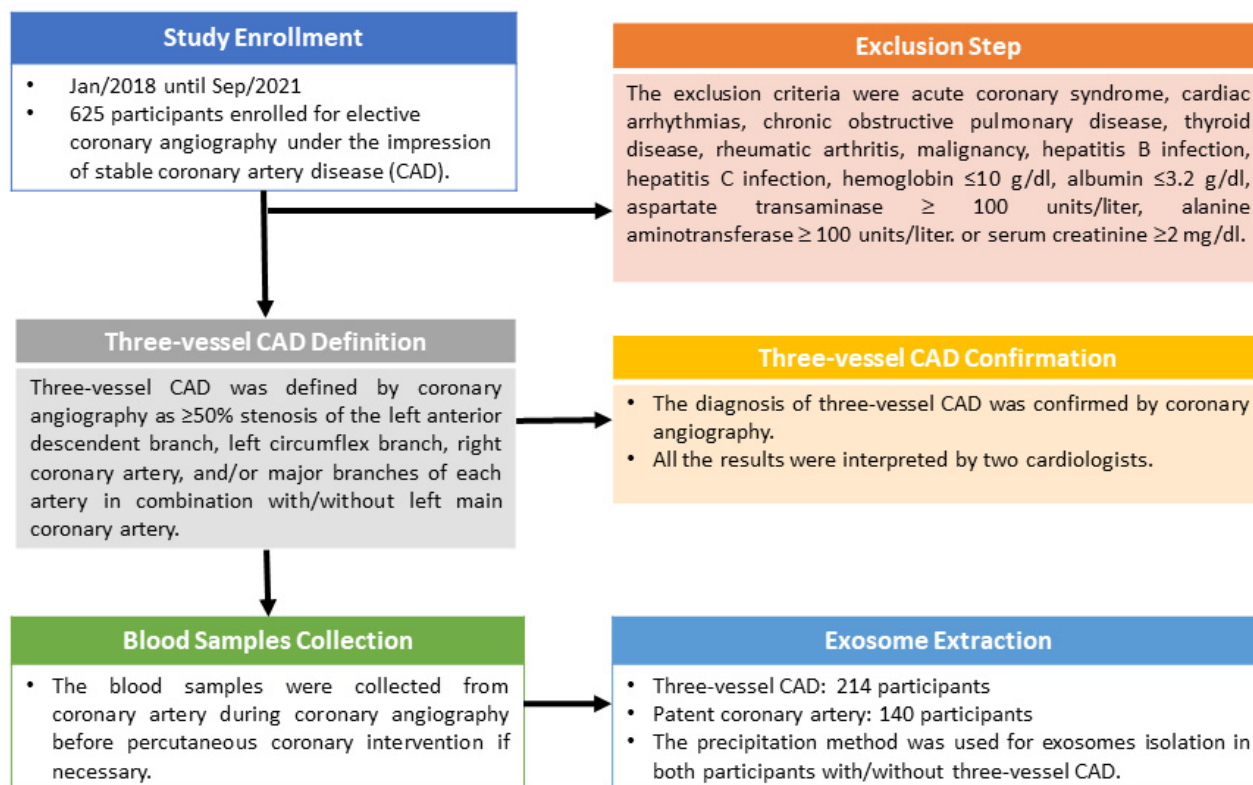 Study Enrollment
• Jan/2018 until Sep/2021
• 625 participants enrolled for elective
coronary angiography under the impression
of stable coronary artery disease (CAD).
Exclusion Step
The exclusion criteria were acute coronary syndrome, cardiac
arrhythmias, chronic obstructive pulmonary disease, thyroid
disease, rheumatic arthritis, malignancy, hepatitis B infection,
hepatitis C infection, hemoglobin ≤10 g/dl, albumin ≤3.2 g/dl,
aspartate transaminase ≥ 100 units/liter, alanine
aminotransferase ≥ 100 units/liter. or serum creatinine ≥2 mg/dl.
Three-vessel CAD Definition
Three-vessel CAD was defined by coronary
angiography as ≥50% stenosis of the left anterior
descendent branch, left circumflex branch, right
coronary artery, and/or major branches of each
artery in combination with/without left main
coronary artery.
Three-vessel CAD Confirmation
• The diagnosis of three-vessel CAD was confirmed by coronary
angiography.
• All the results were interpreted by two cardiologists.
Blood Samples Collection
• The blood samples were collected from
coronary artery during coronary angiography
before percutaneous coronary intervention if
necessary.
Exosome Extraction
• Three-vessel CAD: 214 participants
• Patent coronary artery: 140 participants
• The precipitation method was used for exosomes isolation in
both participants with/without three-vessel CAD.